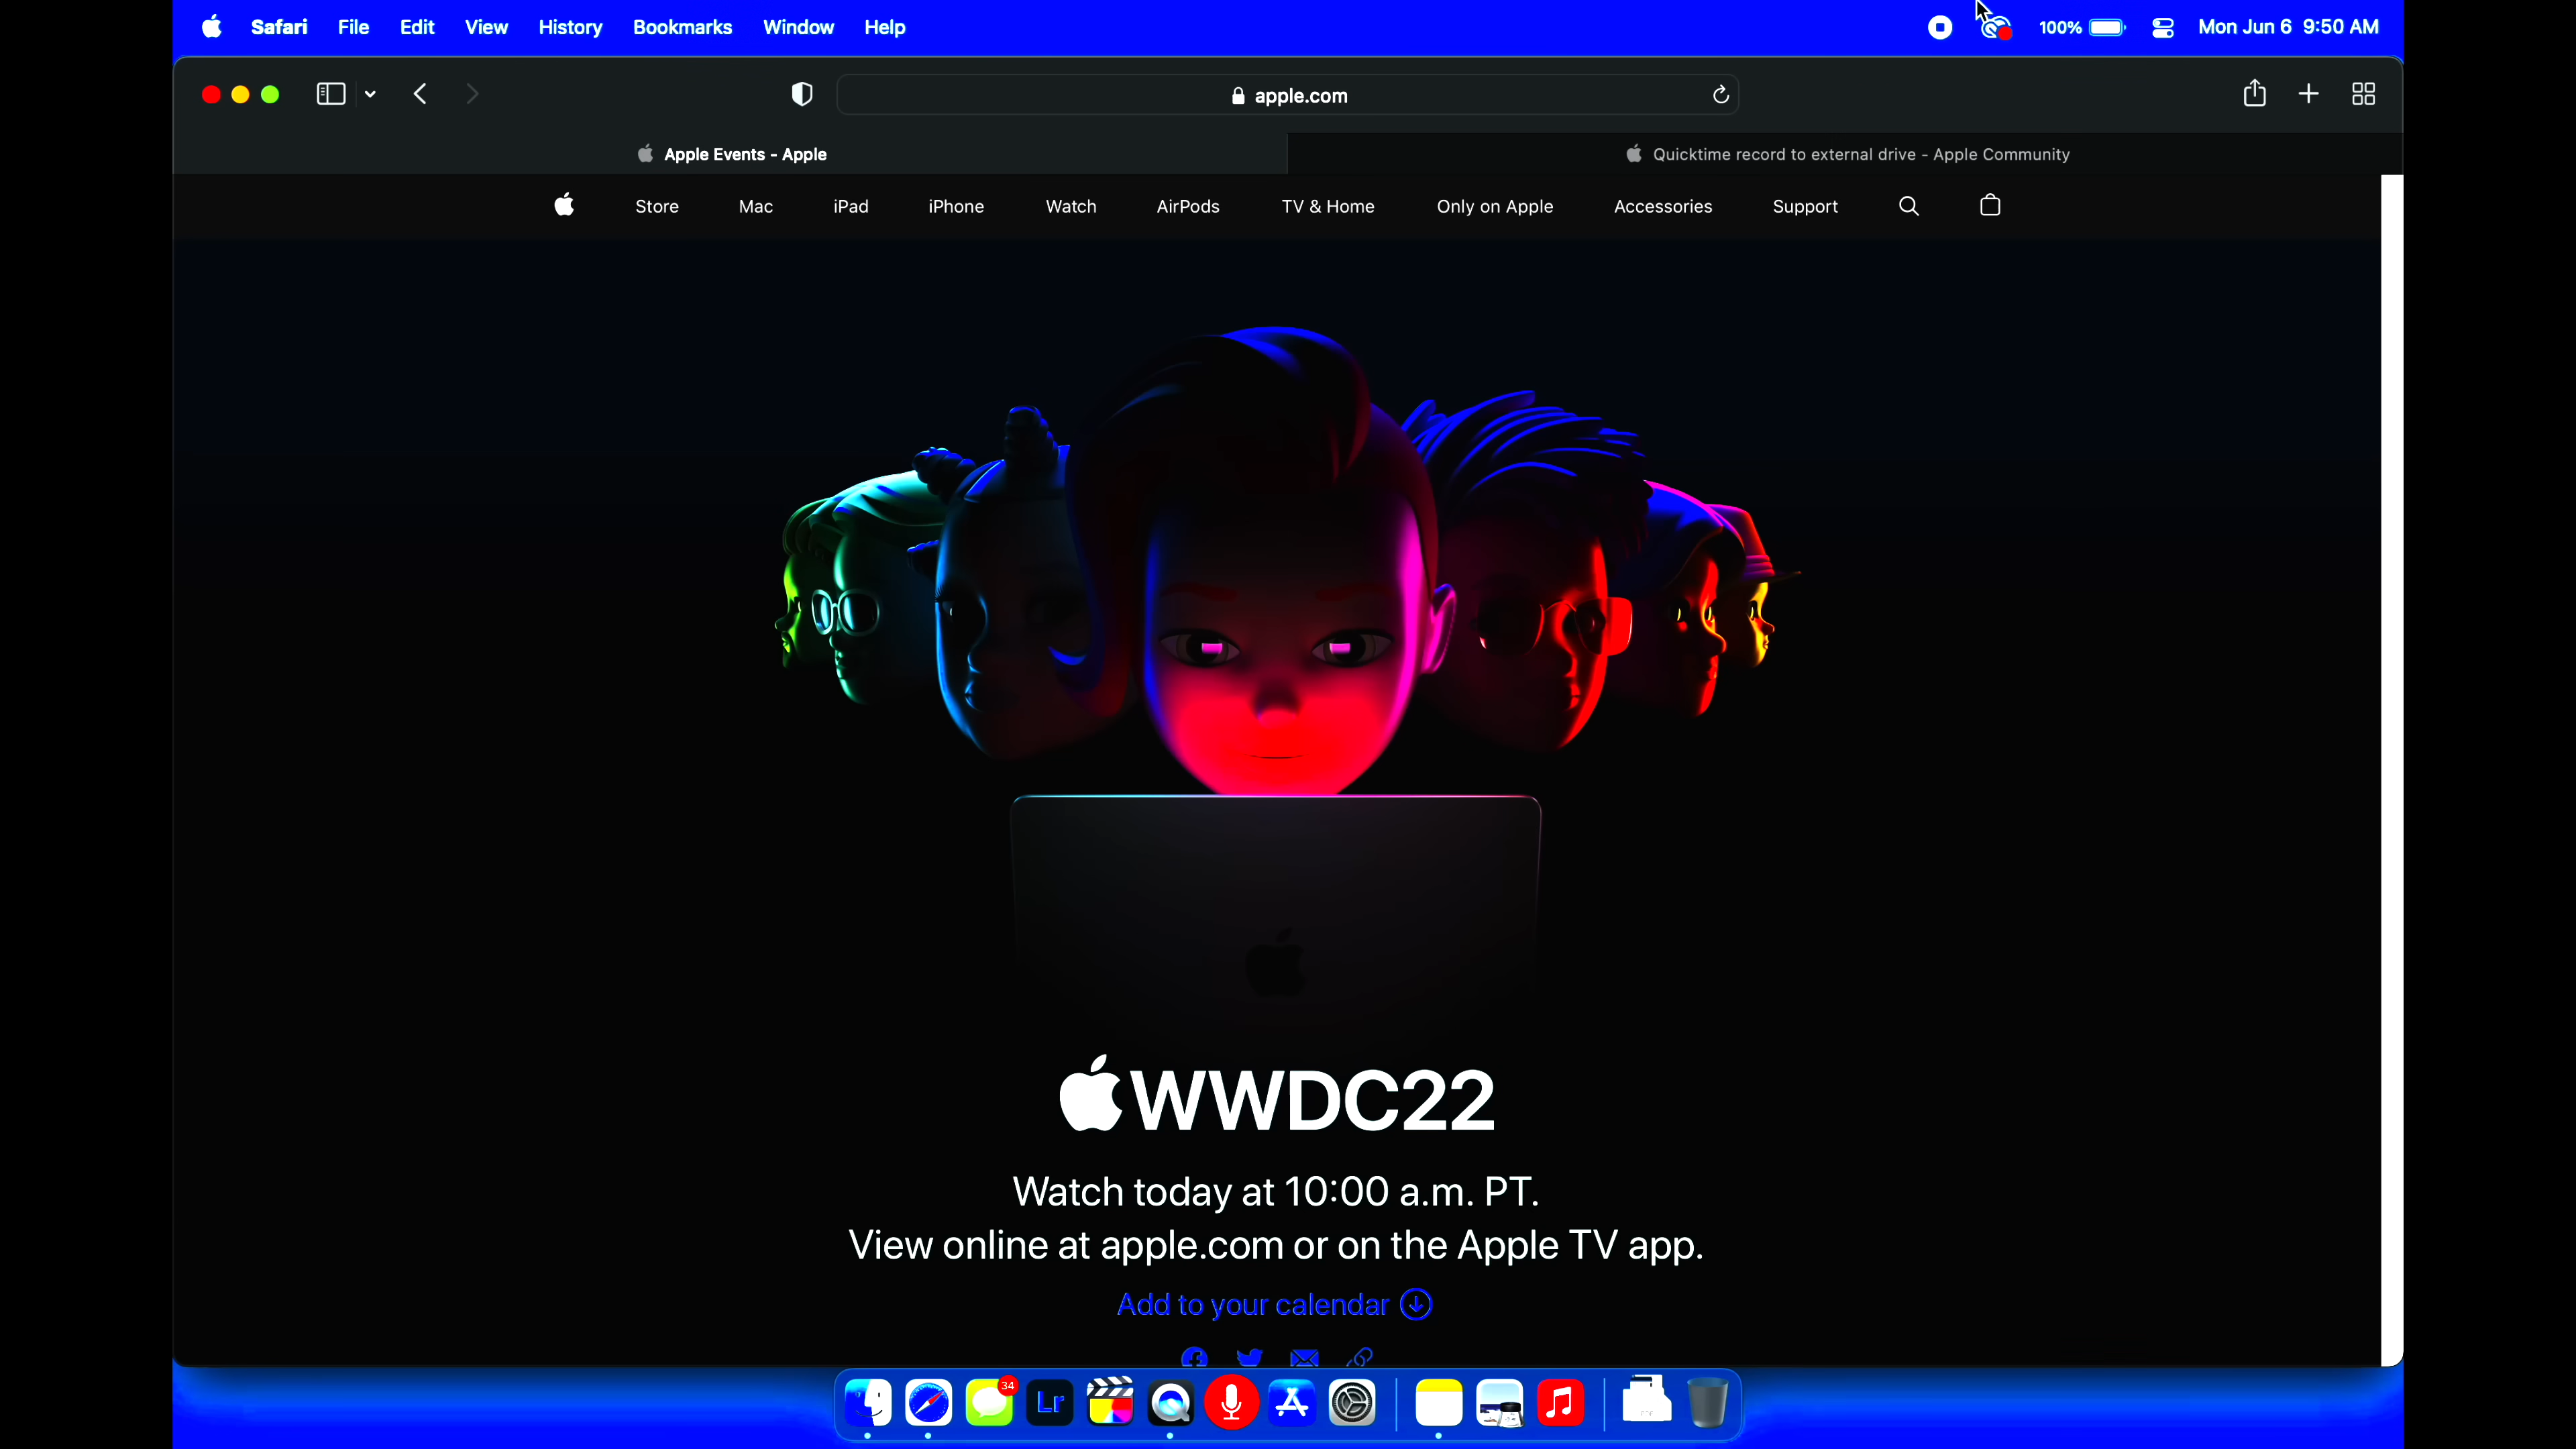 Safari File Edit View History Bookmarks Window Help 100% Mon Jun 6 9:50 AM
apple.com
Apple Events - Apple Quicktime record to external drive - Apple Community
Store Mac iPad iPhone Watch AirPods TV & Home Only on Apple Accessories Support
WWDC22
Watch today at 10:00 a.m. PT.
View online at apple.com or on the Apple TV app.
Add to your calendar
34
Lr